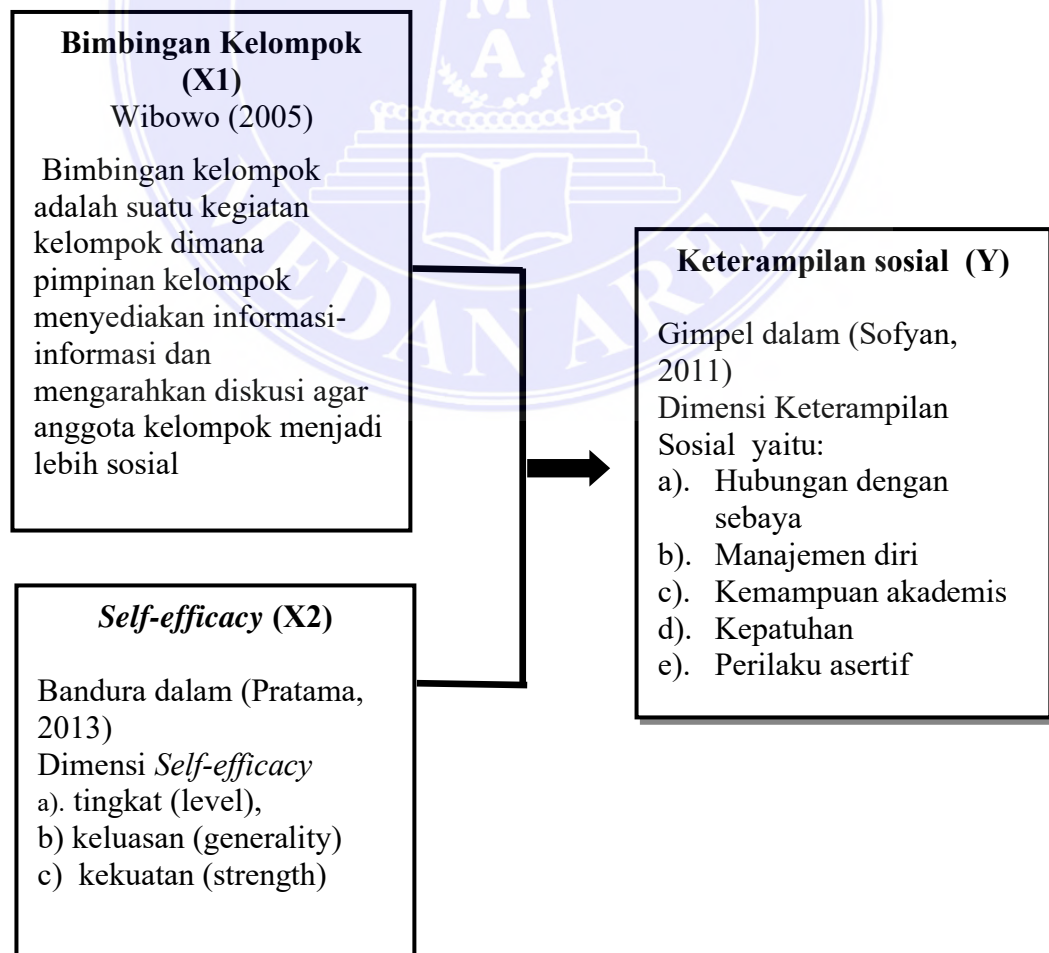 Bimbingan Kelompok
(X1)
Wibowo (2005)
Bimbingan kelompok
adalah suatu kegiatan
kelompok dimana
pimpinan kelompok
menyediakan informasi-
informasi dan
mengarahkan diskusi agar
anggota kelompok menjadi
lebih sosial
Self-efficacy (X2)
Bandura dalam (Pratama,
2013)
Dimensi Self-efficacy
a). tingkat (level),
b) keluasan (generality)
c) kekuatan (strength)
Keterampilan sosial (Y)
Gimpel dalam (Sofyan,
2011)
Dimensi Keterampilan
Sosial yaitu:
a). Hubungan dengan
sebaya
b). Manajemen diri
c). Kemampuan akademis
d). Kepatuhan
e). Perilaku asertif
M
A
MEDAN AREA